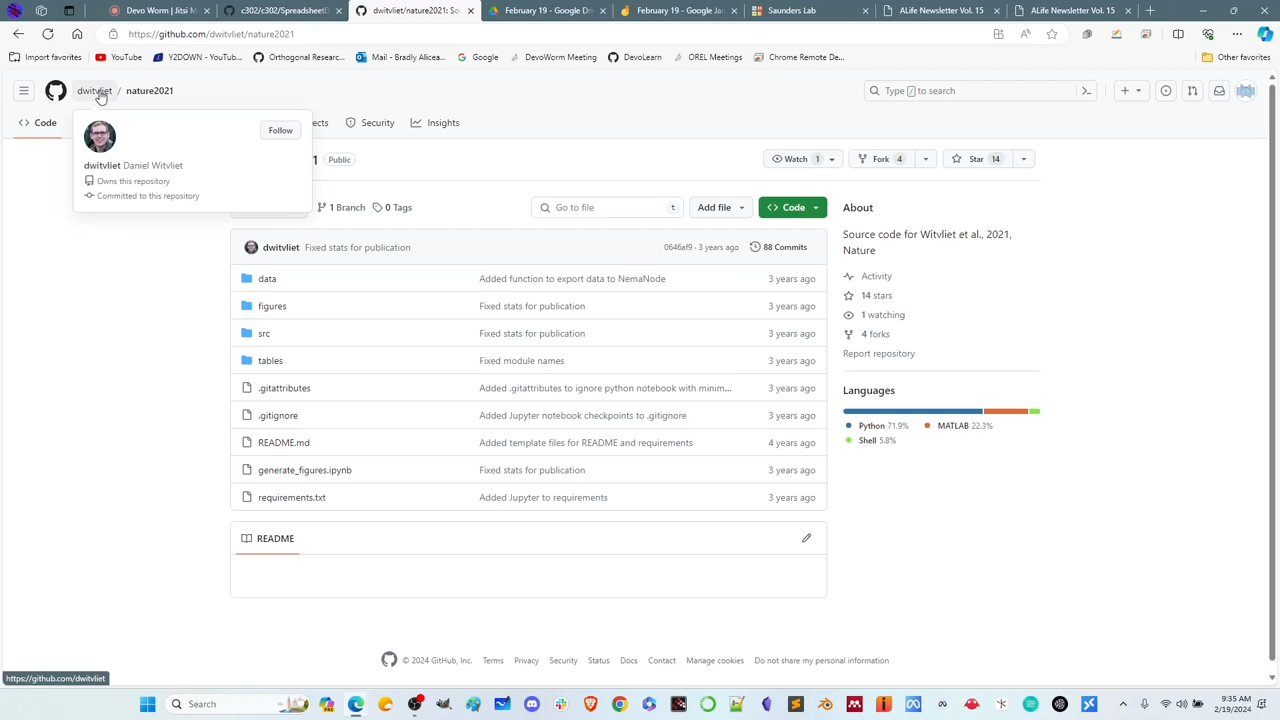 Devo Worm | Jitsi M
c302/c302/Spreadsheet
dwitvliet/nature2021: Sou
February 19 - Google Driv
February 19 - Google Jan
Saunders Lab
ALife Newsletter Vol. 15
ALife Newsletter Vol. 15
https://github.com/dwitvliet/nature2021
Import favorites
YouTube
Y2DOWN - YouTub...
Orthogonal Researc...
Mail - Bradly Alicea...
Google
DevoWorm Meeting
DevoLearn
OREL Meetings
Chrome Remote Des...
Other favorites
dwitvliet / nature2021
Type / to search
Code
ects
Security
Insights
Follow
dwitvliet Daniel Witvliet
Owns this repository
Committed to this repository
1 Public
Watch 1
Fork 4
Star 14
1 Branch
0 Tags
Go to file
t
Add file
Code
dwitvliet Fixed stats for publication
0646af9 · 3 years ago
88 Commits
data Added function to export data to NemaNode 3 years ago
figures Fixed stats for publication 3 years ago
src Fixed stats for publication 3 years ago
tables Fixed module names 3 years ago
.gitattributes Added .gitattributes to ignore python notebook with minim... 3 years ago
.gitignore Added Jupyter notebook checkpoints to .gitignore 3 years ago
README.md Added template files for README and requirements 4 years ago
generate_figures.ipynb Fixed stats for publication 3 years ago
requirements.txt Added Jupyter to requirements 3 years ago
README
About
Source code for Witvliet et al., 2021,
Nature
Activity
14 stars
1 watching
4 forks
Report repository
Languages
Python 71.9%
MATLAB 22.3%
Shell 5.8%
© 2024 GitHub, Inc.
Terms
Privacy
Security
Status
Docs
Contact
Manage cookies
Do not share my personal information
https://github.com/dwitvliet
Search
9:35 AM
2/19/2024